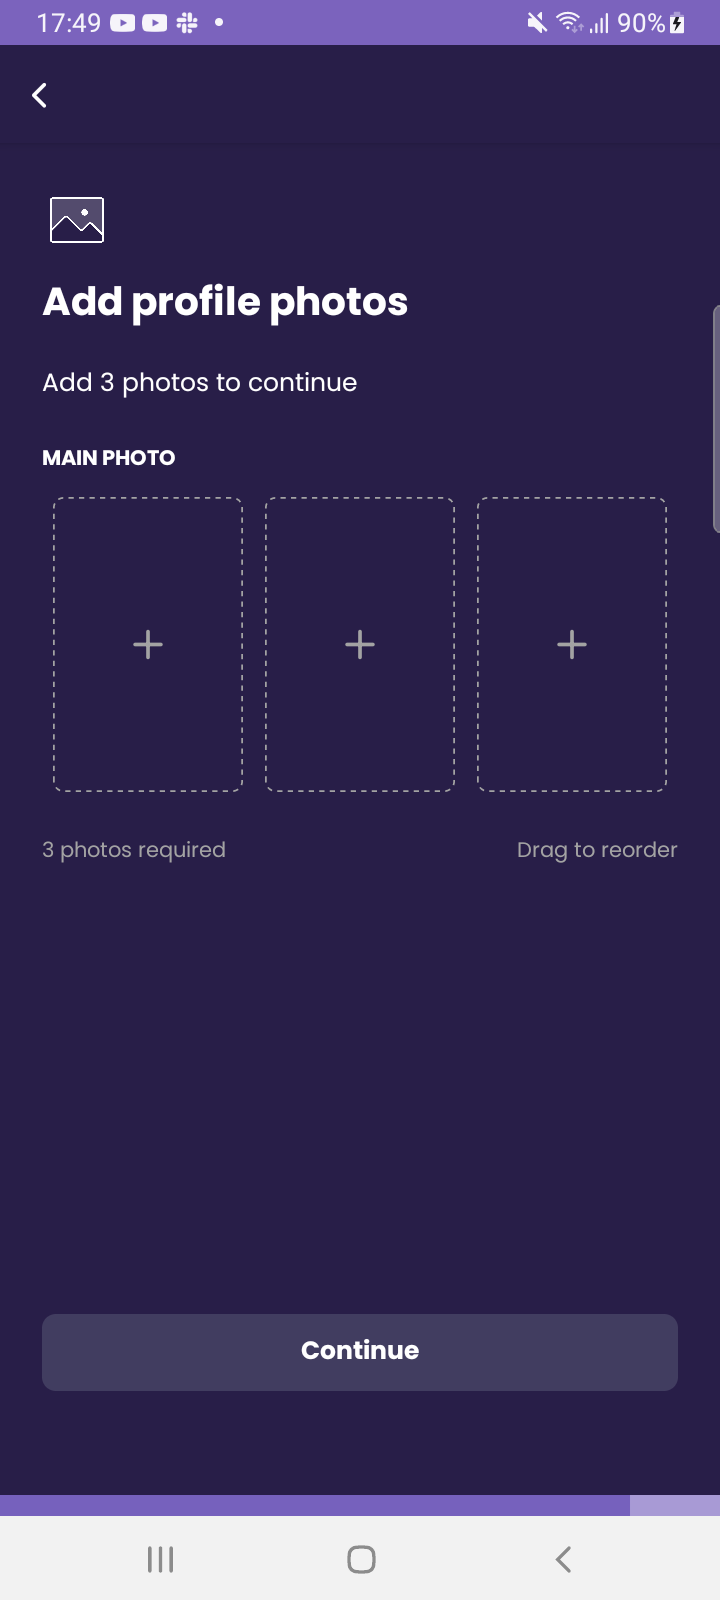 17:49
90%
Add profile photos
Add 3 photos to continue
MAIN PHOTO
3 photos required
Drag to reorder
Continue